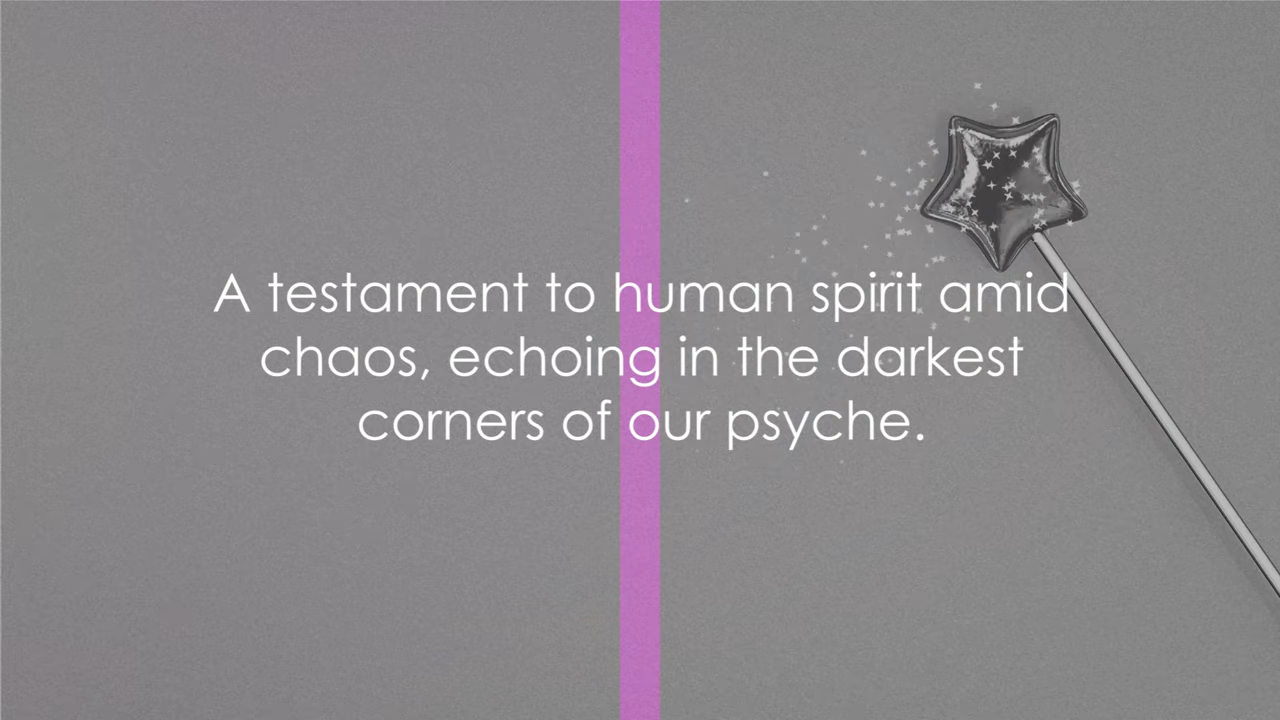 A testament to human spirit amid
chaos, echoing in the darkest
corners of our psyche.